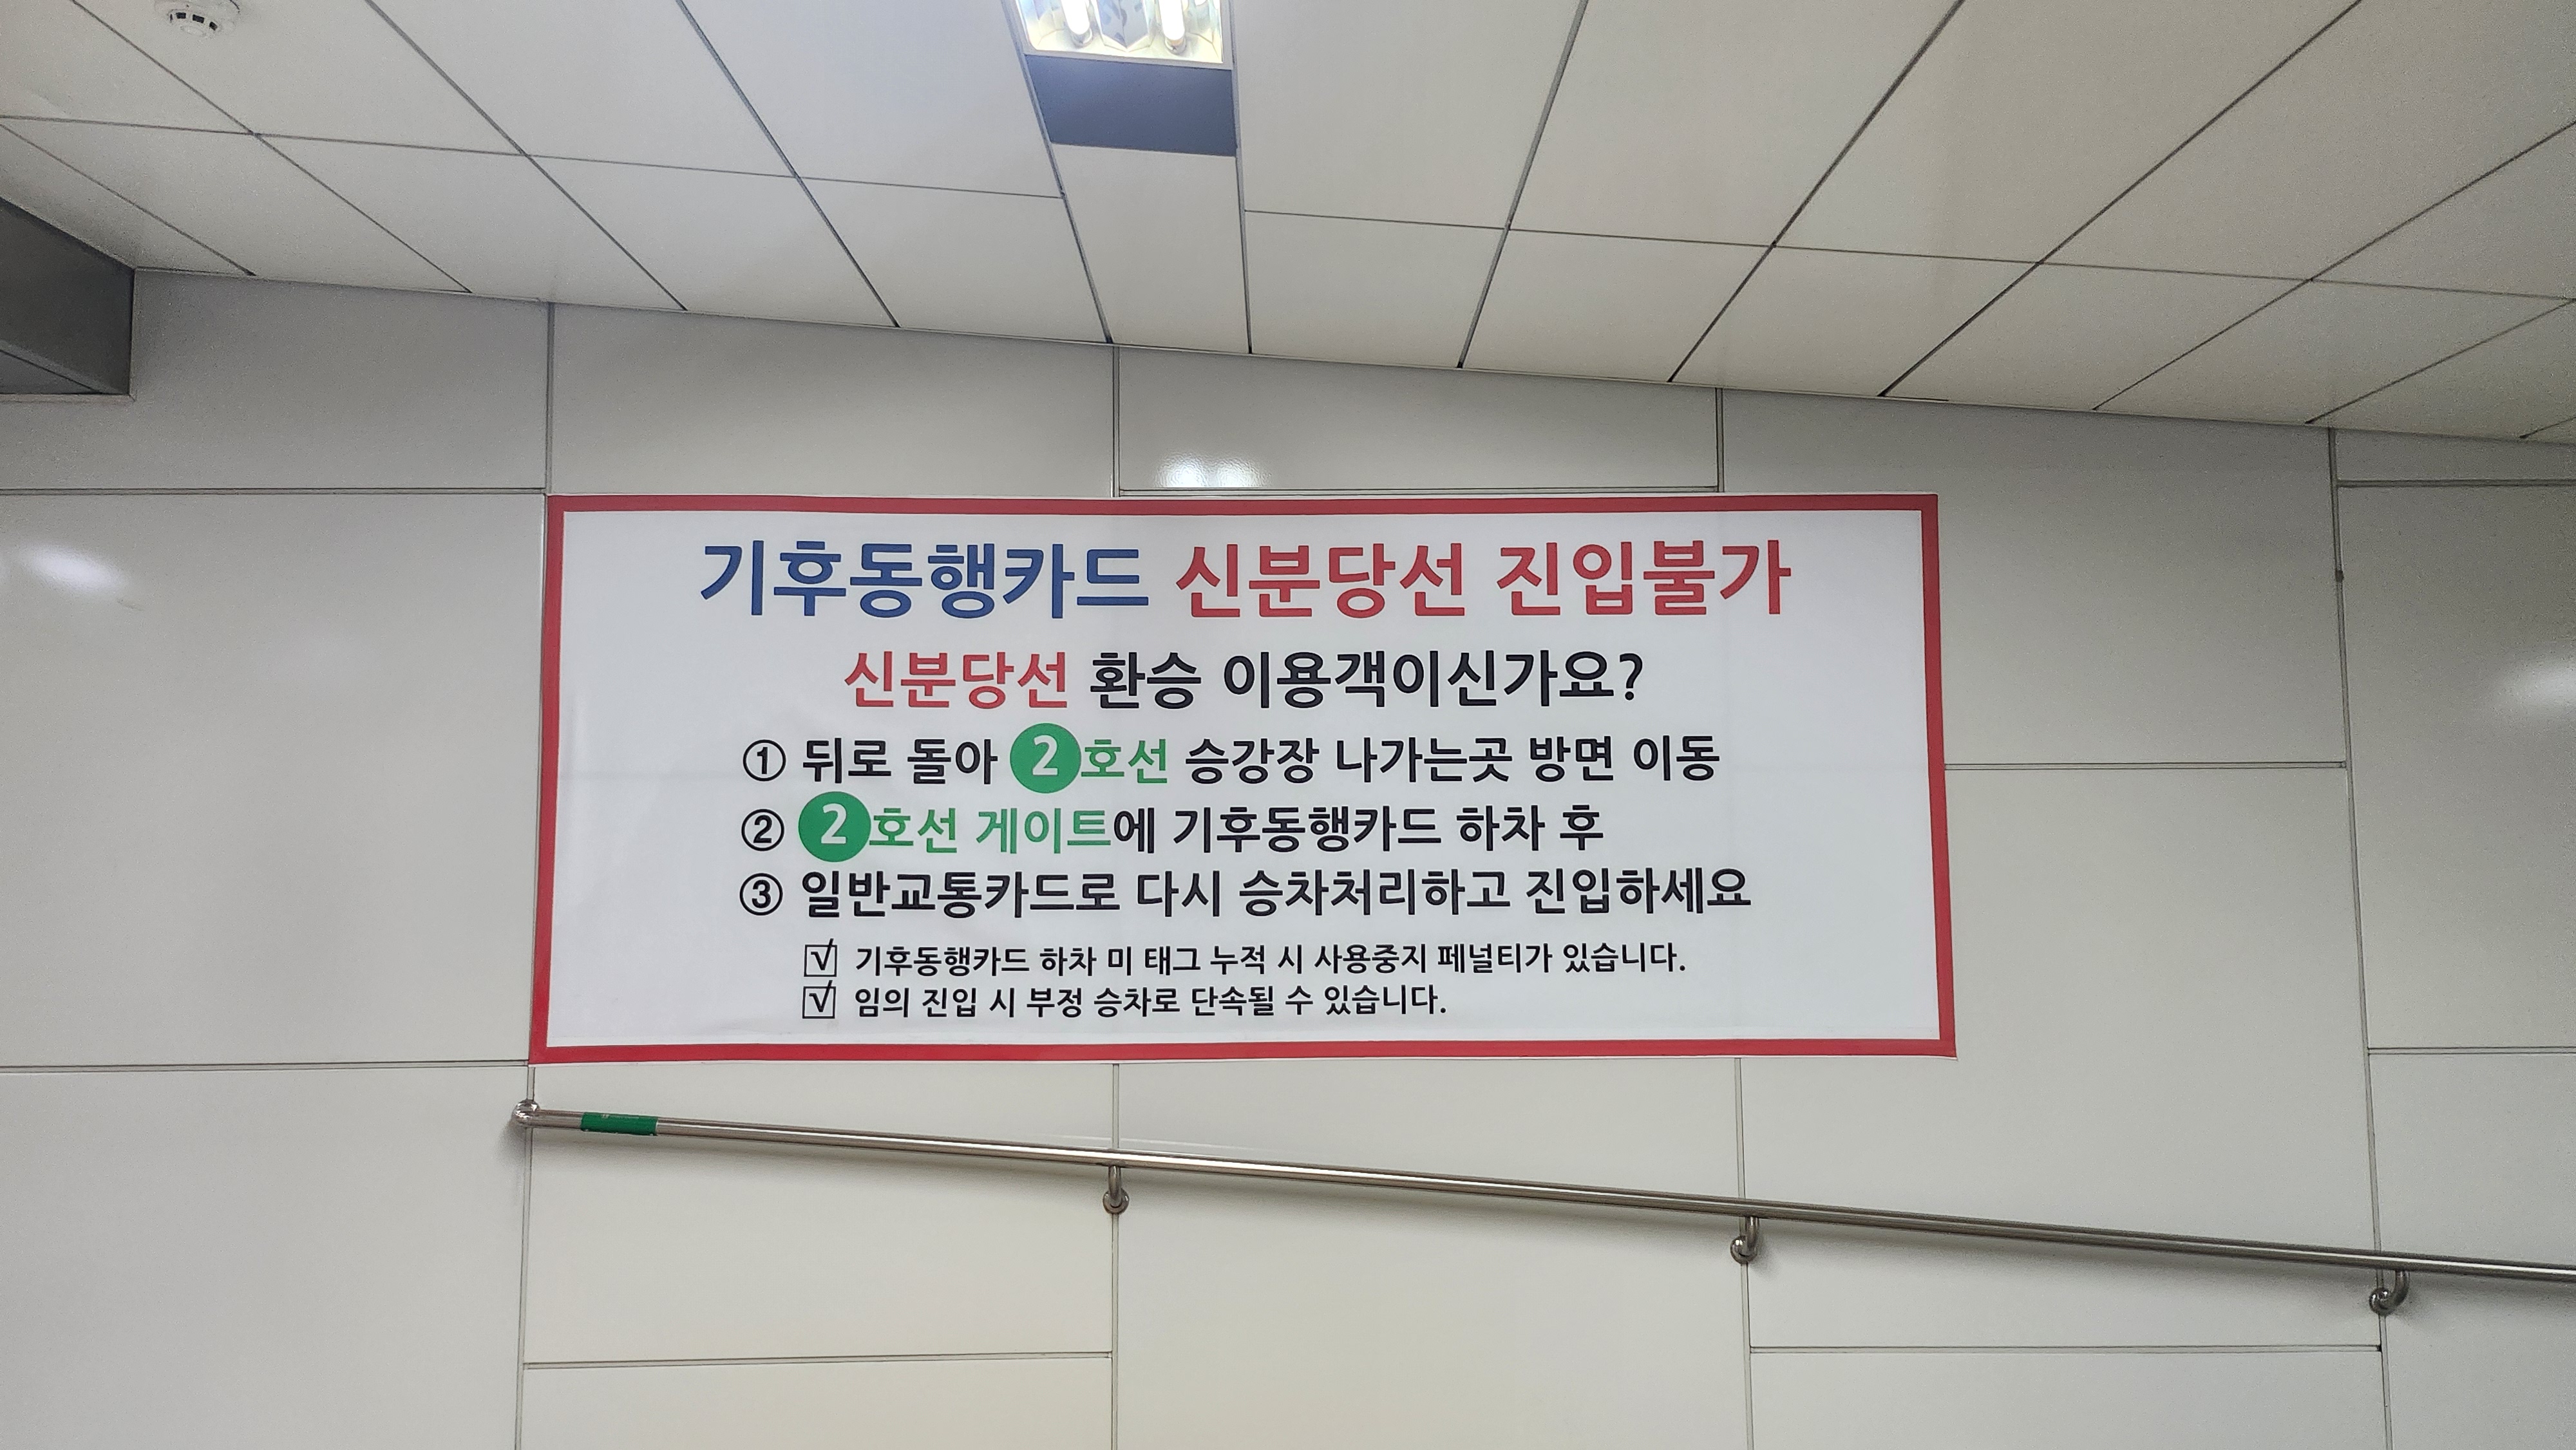 기후동행카드 신분당선 진입불가
신분당선 환승 이용객이신가요?
① 뒤로 돌아 2호선 승강장 나가는곳 방면 이동
② 2호선 게이트에 기후동행카드 하차 후
③ 일반교통카드로 다시 승차처리하고 진입하세요
☑ 기후동행카드 하차 미 태그 누적 시 사용중지 페널티가 있습니다.
☑ 임의 진입 시 부정 승차로 단속될 수 있습니다.